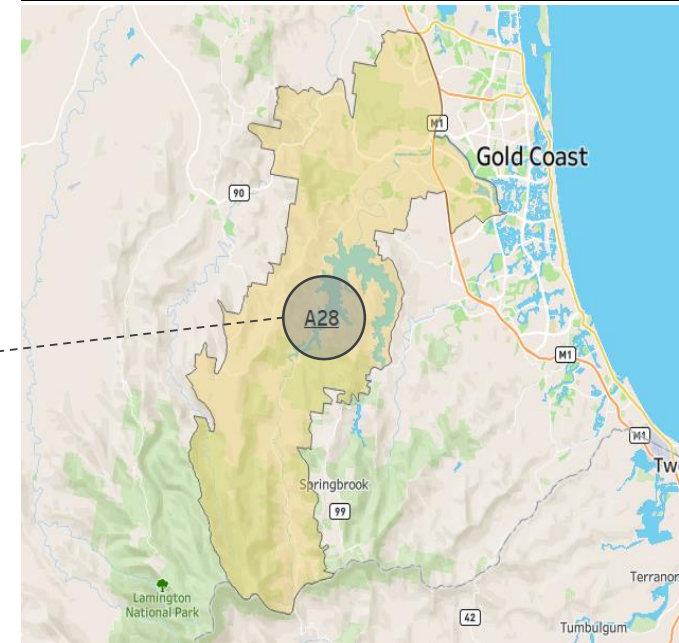 M1
Gold Coast
90
A28
M1
M1
Tw
Springbrook
99
Terranor
Lamington
National Park
42
Tumbulgum